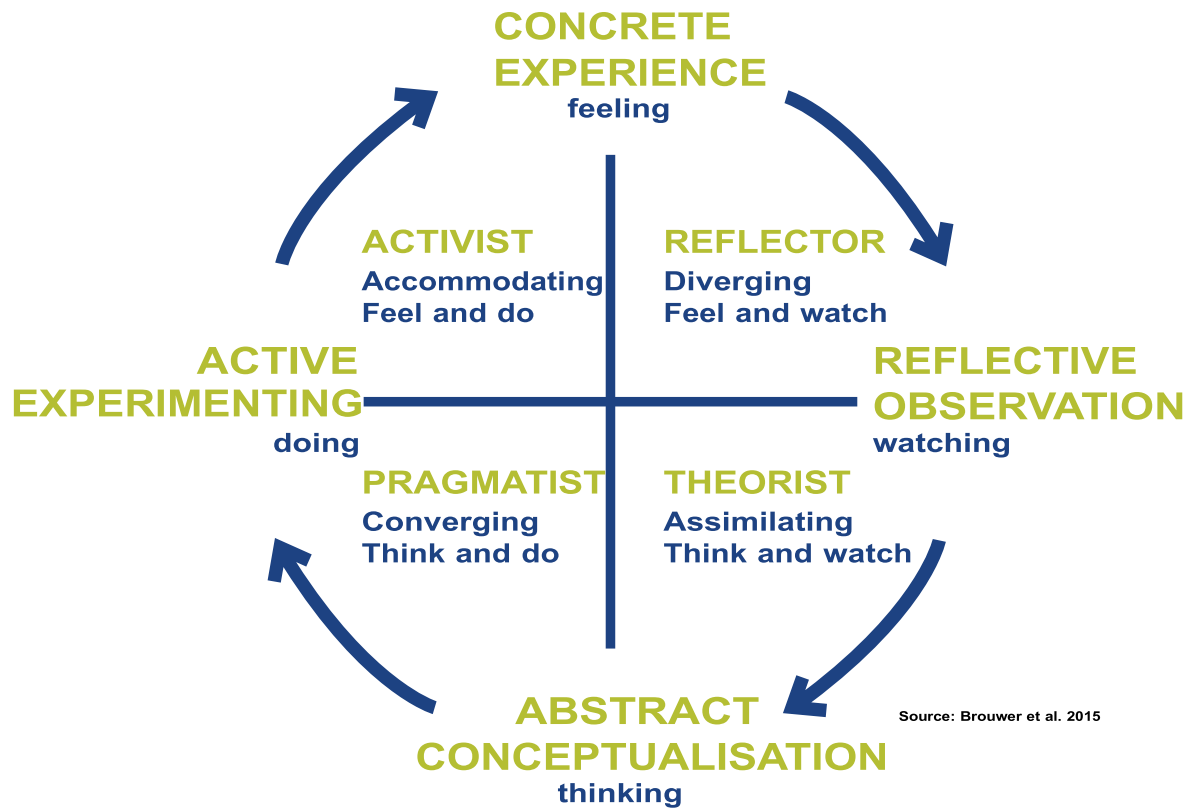 CONCRETE
EXPERIENCE
feeling
ACTIVIST
Accommodating
Feel and do
REFLECTOR
Diverging
Feel and watch
ACTIVE
EXPERIMENTING
doing
REFLECTIVE
OBSERVATION
watching
PRAGMATIST
Converging
Think and do
THEORIST
Assimilating
Think and watch
ABSTRACT
CONCEPTUALISATION
thinking
Source: Brouwer et al. 2015